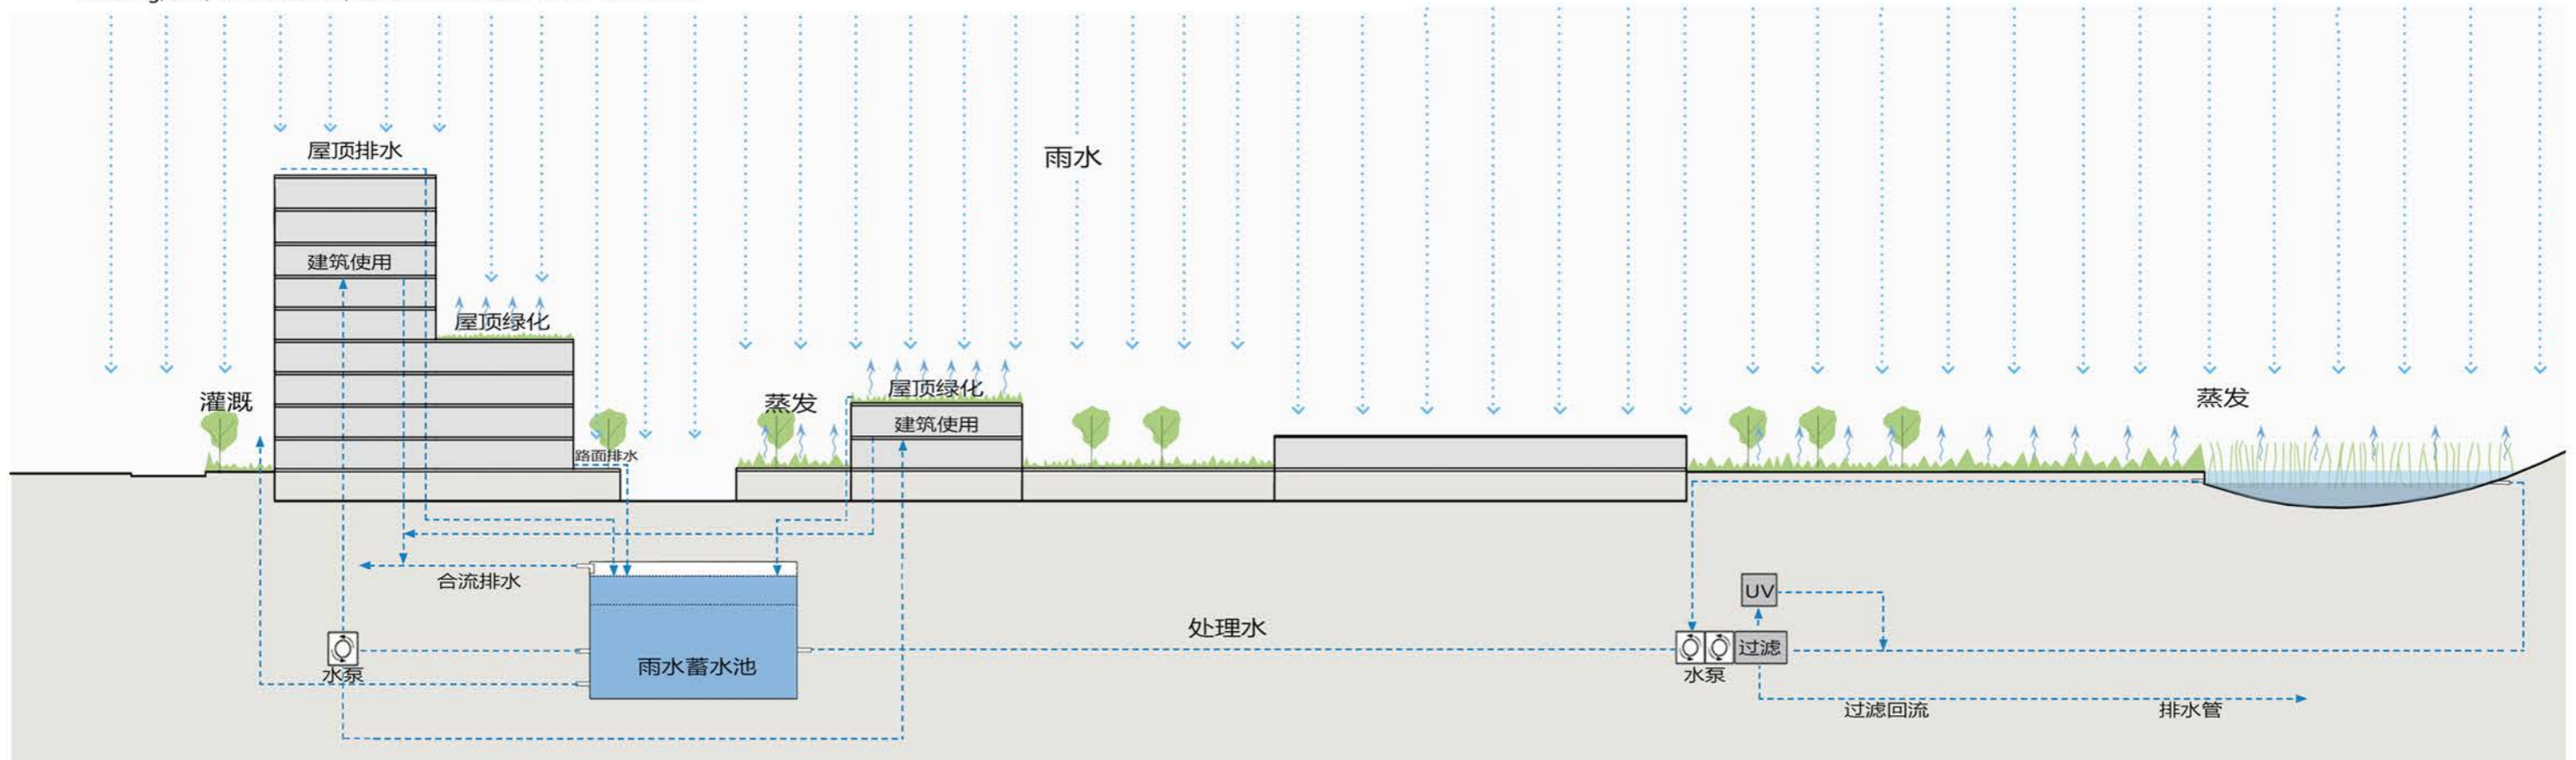 屋顶排水
雨水
建筑使用
屋顶绿化
灌溉
蒸发
屋顶绿化
蒸发
建筑使用
路面排水
合流排水
UV
处理水
过滤
雨水蓄水池
水泵
水泵
过滤回流
排水管